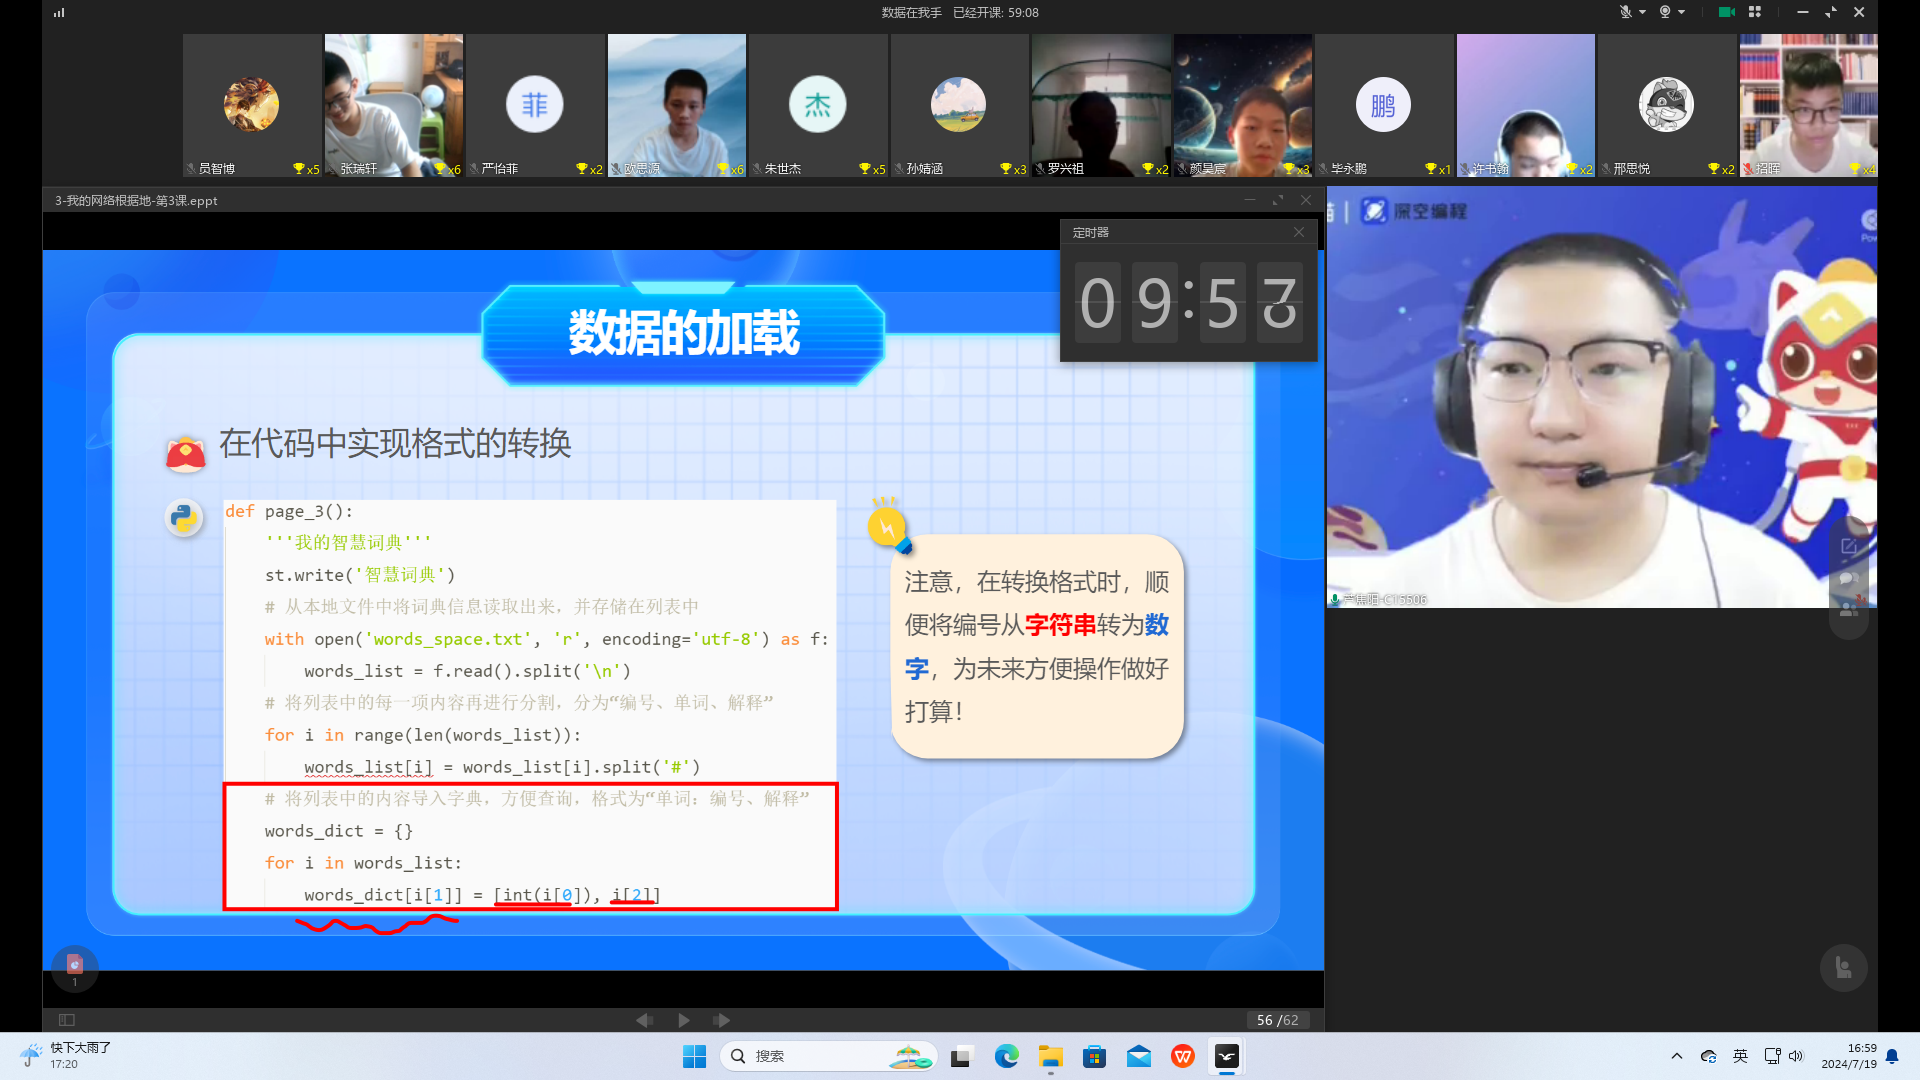 数据在我手 已经开课: 59:08
员智博 x5
张瑞轩 x6
菲
严怡菲 x2
欧思源 x6
杰
朱世杰 x5
孙婧涵 x3
罗兴祖 x2
颜昊宸 x3
鹏
毕永鹏 x1
许书翰 x2
邢思悦 x2
招晖 x4
3-我的网络根据地-第3课.eppt
定时器
09:5
数据的加载
在代码中实现格式的转换
def page_3():
'''我的智慧词典'''
st.write('智慧词典')
# 从本地文件中将词典信息读取出来，并存储在列表中
with open('words_space.txt', 'r', encoding='utf-8') as f:
words_list = f.read().split('\n')
# 将列表中的每一项内容再进行分割，分为“编号、单词、解释”
for i in range(len(words_list)):
words_list[i] = words_list[i].split('#')
# 将列表中的内容导入字典，方便查询，格式为“单词：编号、解释”
words_dict = {}
for i in words_list:
words_dict[i[1]] = [int(i[0]), i[2]]
注意，在转换格式时，顺
便将编号从字符串转为数
字，为未来方便操作做好
打算！
深空编程
1
56 /62
快下大雨了
17:20
搜索
英
16:59
2024/7/19